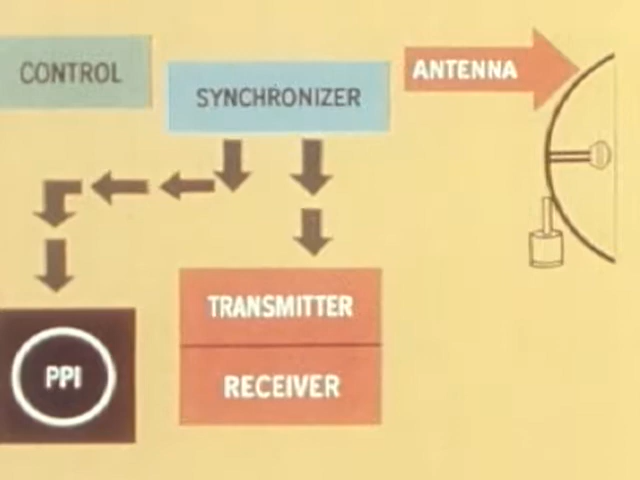 CONTROL
SYNCHRONIZER
ANTENNA
TRANSMITTER
RECEIVER
PPI